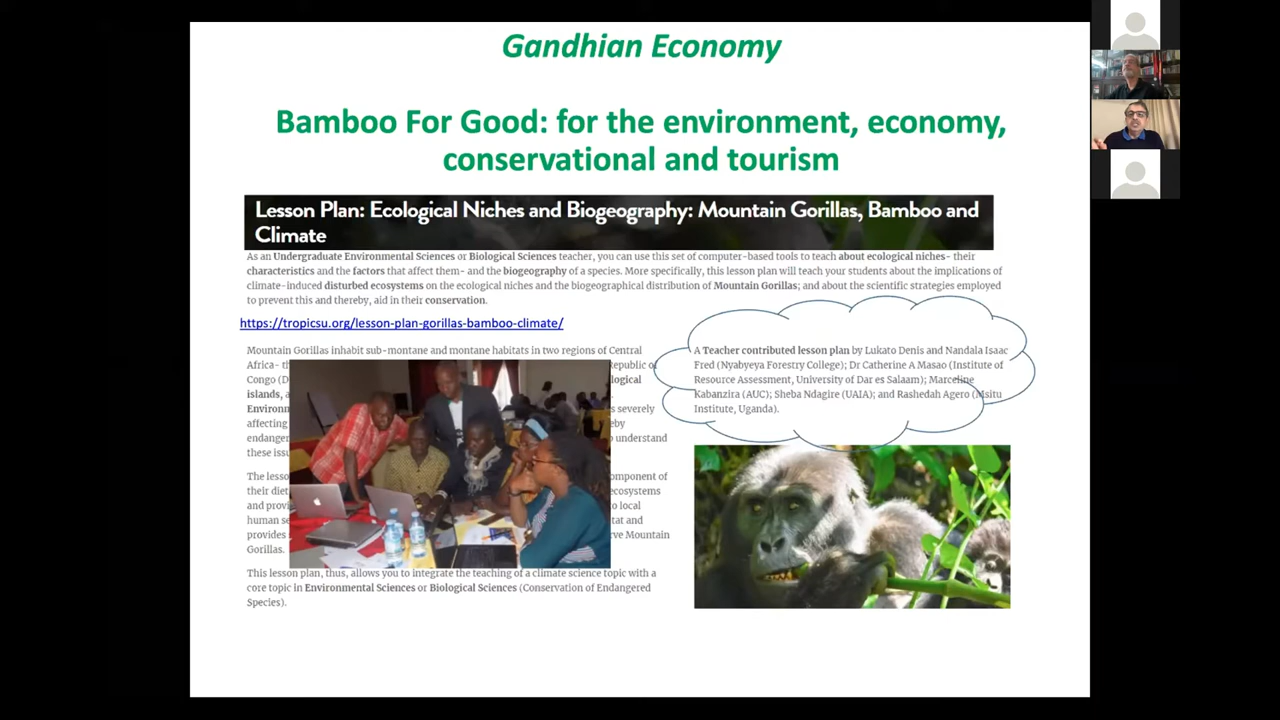 Gandhian Economy
Bamboo For Good: for the environment, economy,
conservational and tourism
Lesson Plan: Ecological Niches and Biogeography: Mountain Gorillas, Bamboo and
Climate
As an Undergraduate Environmental Sciences or Biological Sciences teacher, you can use this set of computer-based tools to teach about ecological niches- their
characteristics and the factors that affect them- and the biogeography of a species. More specifically, this lesson plan will teach your students about the implications of
climate-induced disturbed ecosystems on the ecological niches and the biogeographical distribution of Mountain Gorillas; and about the scientific strategies employed
to prevent this and thereby, aid in their conservation.
https://tropicsu.org/lesson-plan-gorillas-bamboo-climate/
Mountain Gorillas inhabit sub-montane and montane habitats in two regions of Central
Africa- Republic of
Congo
islands,
severely
affecting
understand
these
The
their ecosystems
and local
human and
provides Mountain
Gorillas.
This lesson plan, thus, allows you to integrate the teaching of a climate science topic with a
core topic in Environmental Sciences or Biological Sciences (Conservation of Endangered
Species).
A Teacher contributed lesson plan by Lukato Denis and Nandala Isaac
Fred (Nyabyeya Forestry College); Dr Catherine A Masao (Institute of
Resource Assessment, University of Dar es Salaam); Marceline
Kabanzira (AUC); Sheba Ndagire (UAIA); and Rashedah Agero (Msitu
Institute, Uganda).